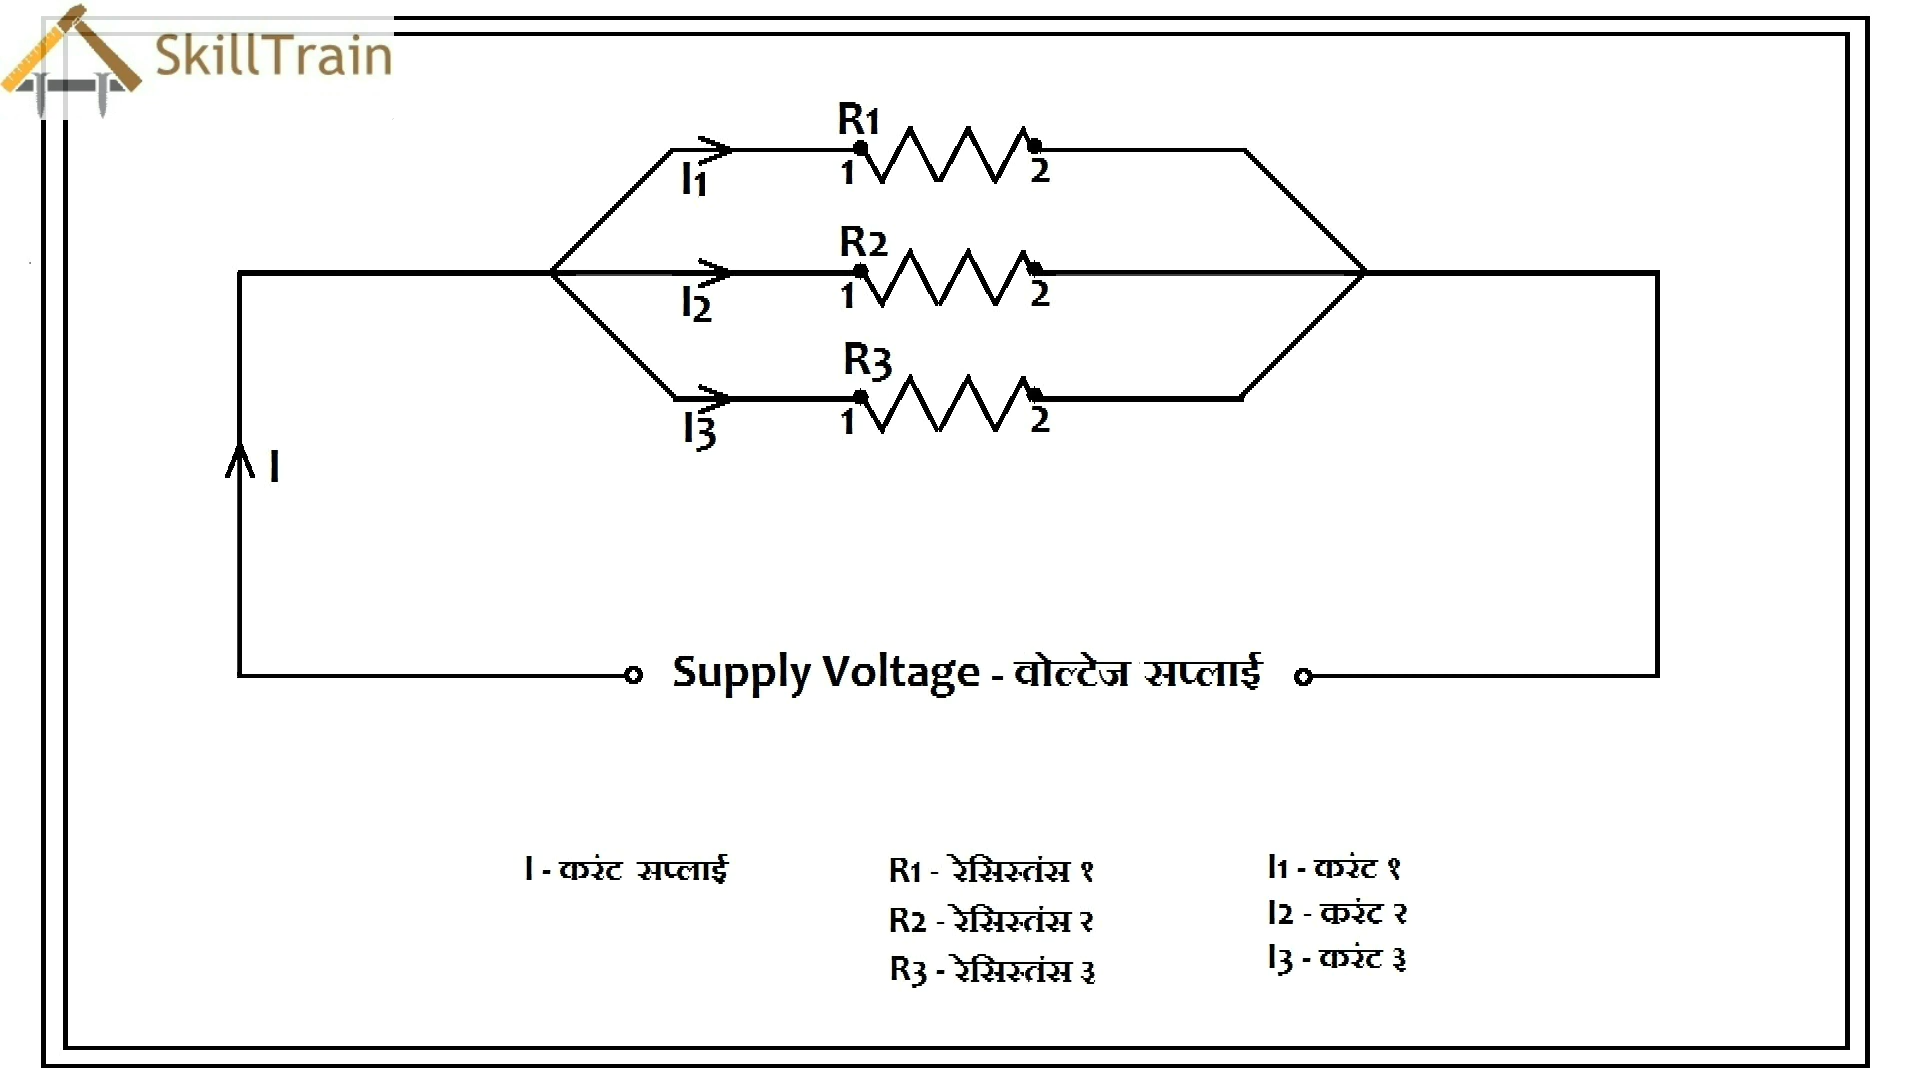 SkillTrain
R1
I1
1
2
R2
I2
1
2
R3
I3
1
2
I
Supply Voltage - वोल्टेज सप्लाई
I - करंट सप्लाई
R1 - रेसिस्तंस १
R2 - रेसिस्तंस २
R3 - रेसिस्तंस ३
I1 - करंट १
I2 - करंट २
I3 - करंट ३